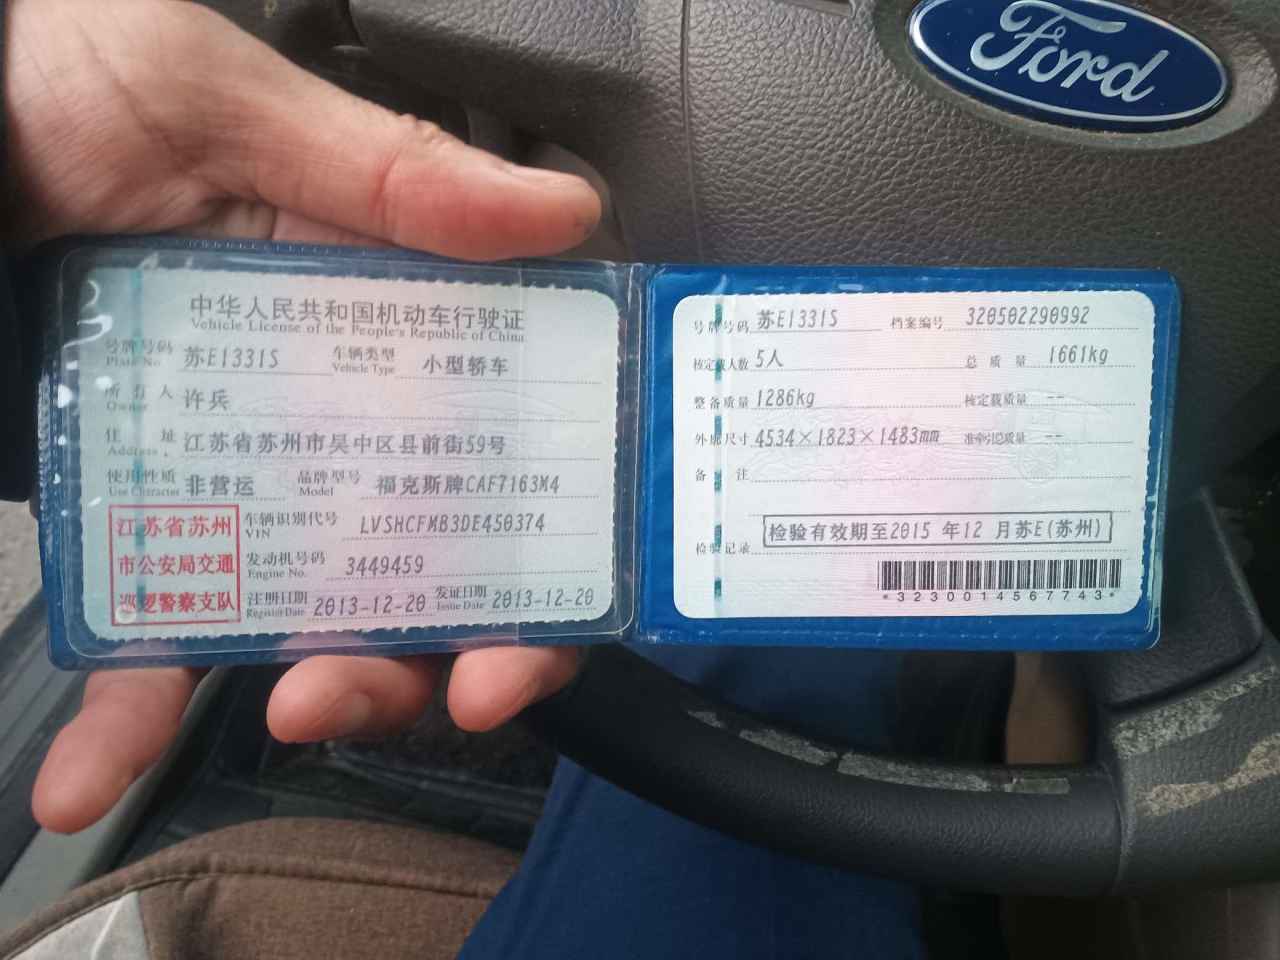 Ford
中华人民共和国机动车行驶证
Vehicle License of the People's Republic of China
号牌号码 苏E1331S 车辆类型 小型轿车
Plate No Vehicle Type
所有人 许兵
Owner
住址 江苏省苏州市吴中区县前街59号
Address
使用性质 非营运 品牌型号 福克斯牌CAF7163M4
Use Character Model
江苏省苏州
市公安局交通
巡逻警察支队
车辆识别代号 LVSHCFMB3DE450374
VIN
发动机号码 3449459
Engine No.
注册日期 2013-12-20 发证日期 2013-12-20
Register Date Issue Date
号牌号码 苏E1331S 档案编号 320502290992
核定载人数 5人 总质量 1661kg
整备质量 1286kg 核定载质量 --
外廓尺寸 4534×1823×1483mm 准牵引总质量 --
备注
检验记录 检验有效期至2015 年12 月苏E(苏州)
*3230014567743*